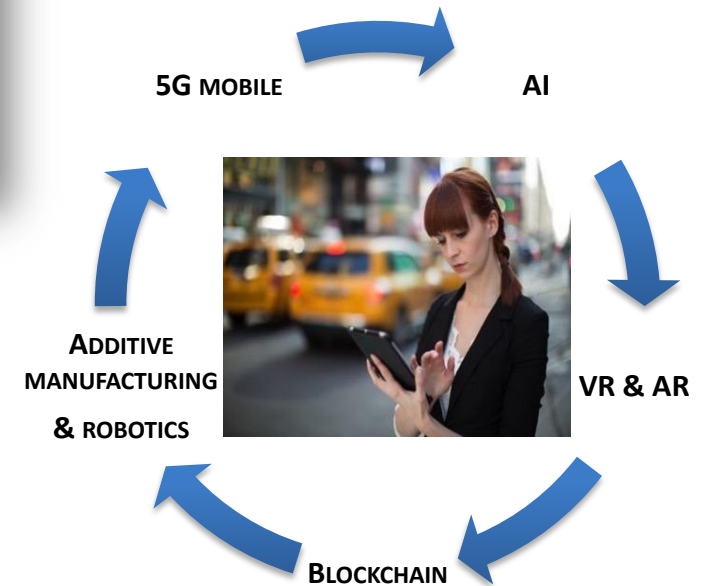 5G MOBILE
AI
VR & AR
BLOCKCHAIN
ADDITIVE
MANUFACTURING
& ROBOTICS